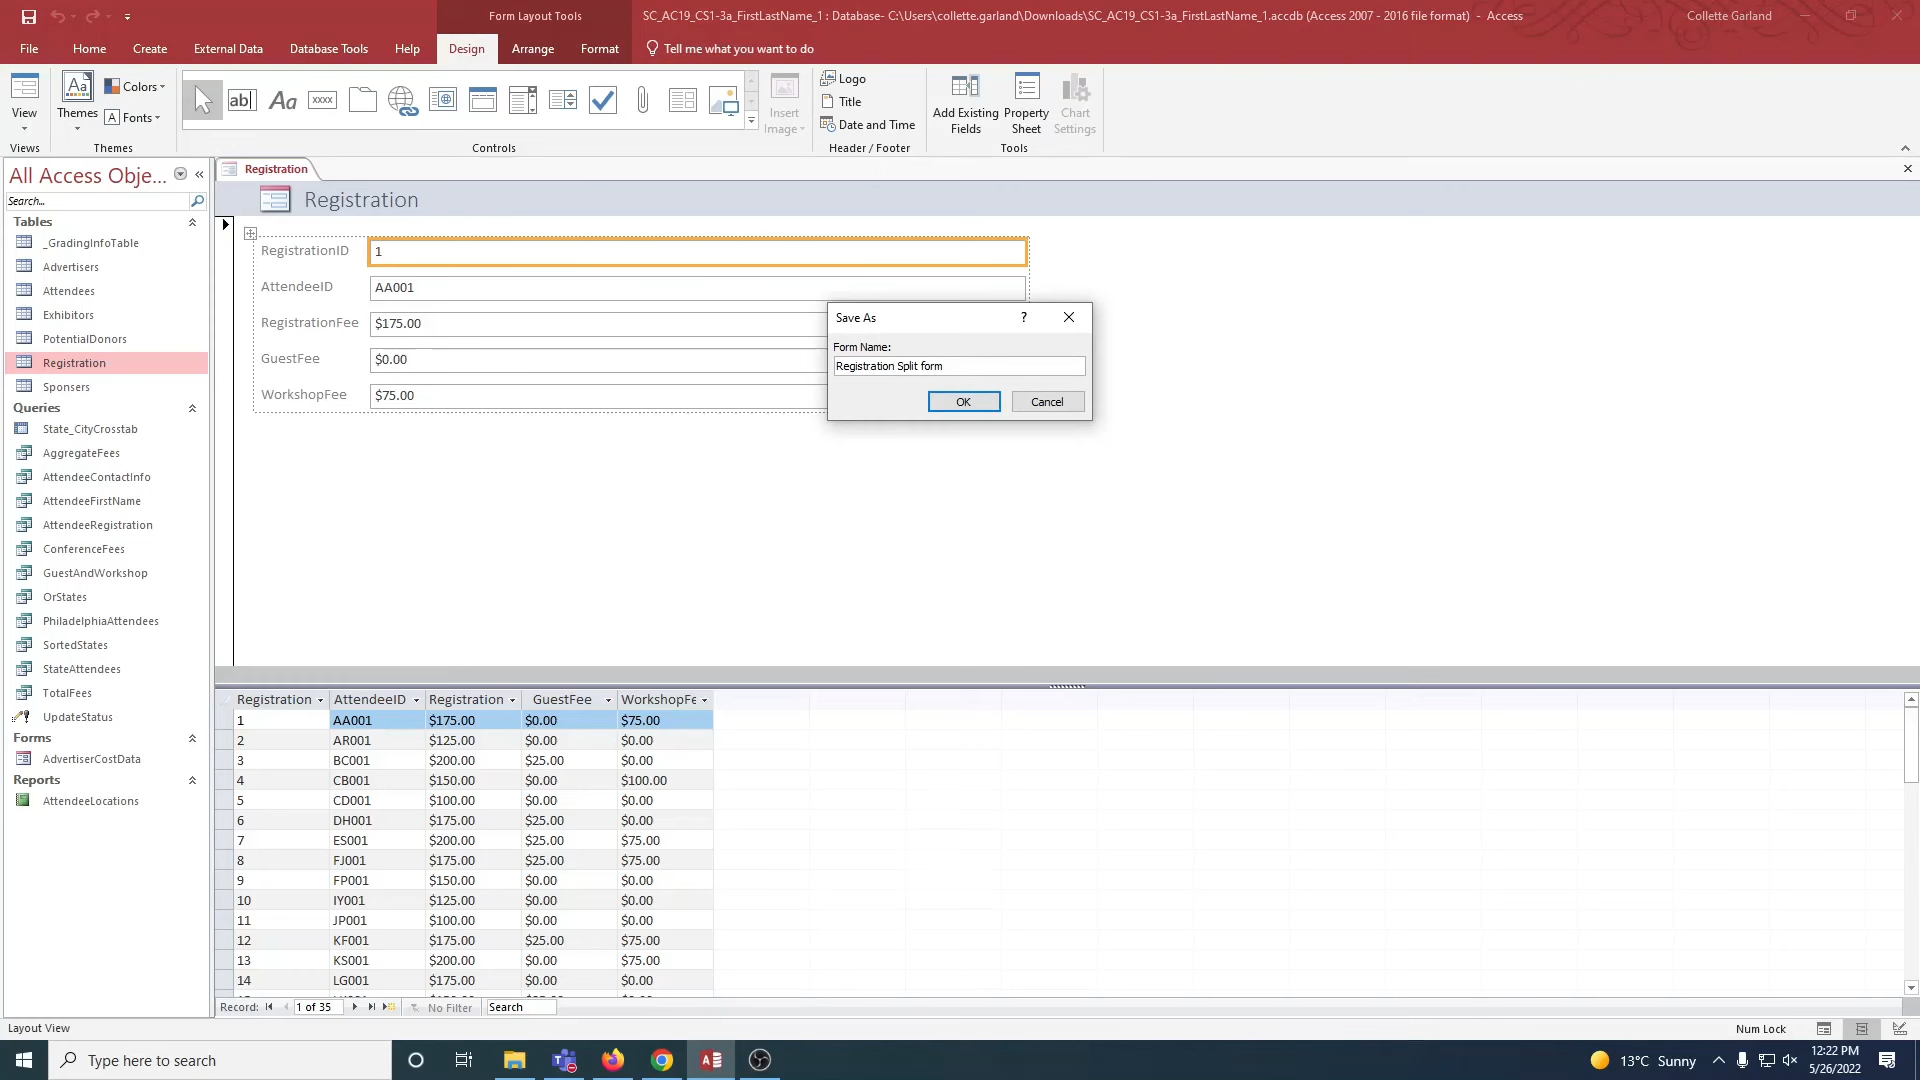 Form Layout Tools
SC_AC19_CS1-3a_FirstLastName_1 : Database- C:\Users\collette.garland\Downloads\SC_AC19_CS1-3a_FirstLastName_1.accdb (Access 2007 - 2016 file format) - Access
Collette Garland
File Home Create External Data Database Tools Help Design Arrange Format Tell me what you want to do
View
Views
Themes
Colors
Fonts
Themes
ab|
Aa
XXXX
Controls
Insert
Image
Logo
Title
Date and Time
Header / Footer
Add Existing
Fields
Property
Sheet
Chart
Settings
Tools
All Access Obje...
Search...
Tables
_GradingInfoTable
Advertisers
Attendees
Exhibitors
PotentialDonors
Registration
Sponsers
Queries
State_CityCrosstab
AggregateFees
AttendeeContactInfo
AttendeeFirstName
AttendeeRegistration
ConferenceFees
GuestAndWorkshop
OrStates
PhiladelphiaAttendees
SortedStates
StateAttendees
TotalFees
UpdateStatus
Forms
AdvertiserCostData
Reports
AttendeeLocations
Registration
Registration
RegistrationID 1
AttendeeID AA001
RegistrationFee $175.00
GuestFee $0.00
WorkshopFee $75.00
Save As ?
Form Name:
Registration Split form
OK Cancel
Registration AttendeeID Registration GuestFee WorkshopFe
1 AA001 $175.00 $0.00 $75.00
2 AR001 $125.00 $0.00 $0.00
3 BC001 $200.00 $25.00 $0.00
4 CB001 $150.00 $0.00 $100.00
5 CD001 $100.00 $0.00 $0.00
6 DH001 $175.00 $25.00 $0.00
7 ES001 $200.00 $25.00 $75.00
8 FJ001 $175.00 $25.00 $75.00
9 FP001 $150.00 $0.00 $0.00
10 IY001 $125.00 $0.00 $0.00
11 JP001 $100.00 $0.00 $0.00
12 KF001 $175.00 $25.00 $75.00
13 KS001 $200.00 $0.00 $75.00
14 LG001 $175.00 $0.00 $0.00
Record: 1 of 35 No Filter Search
Layout View
Num Lock
Type here to search
13°C Sunny
12:22 PM
5/26/2022